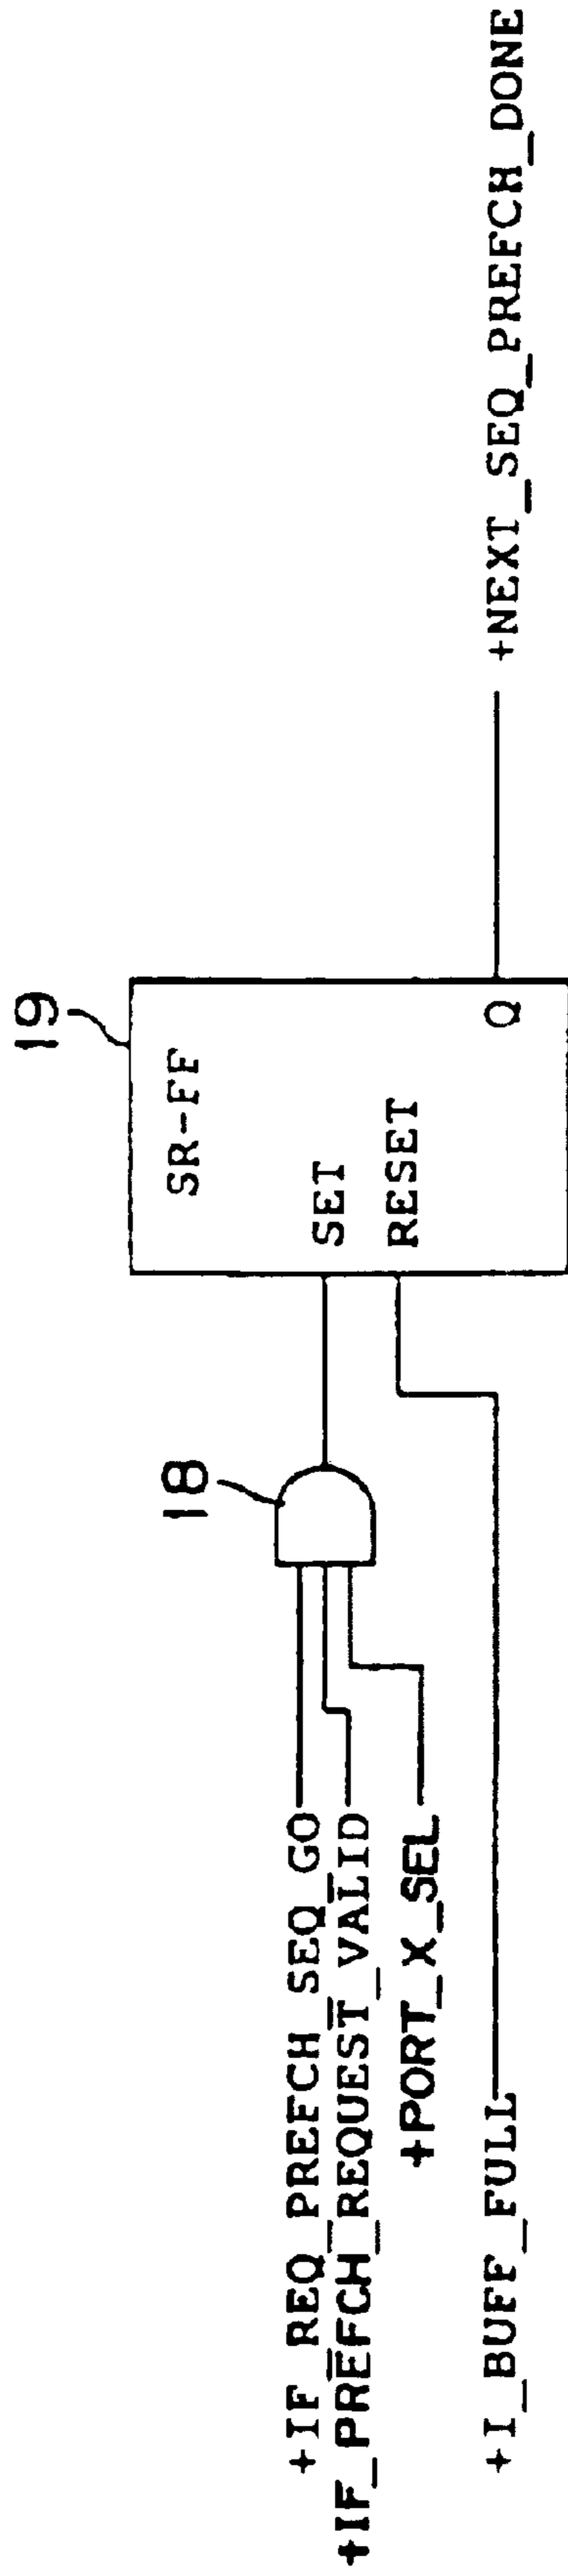 19
18
SR-FF
SET
RESET
Q
+IF_REQ_PREFCH_SEQ_GO
+IF_PREFCH_REQUEST_VALID
+PORT_X_SEL
+I_BUFF_FULL
+NEXT_SEQ_PREFCH_DONE